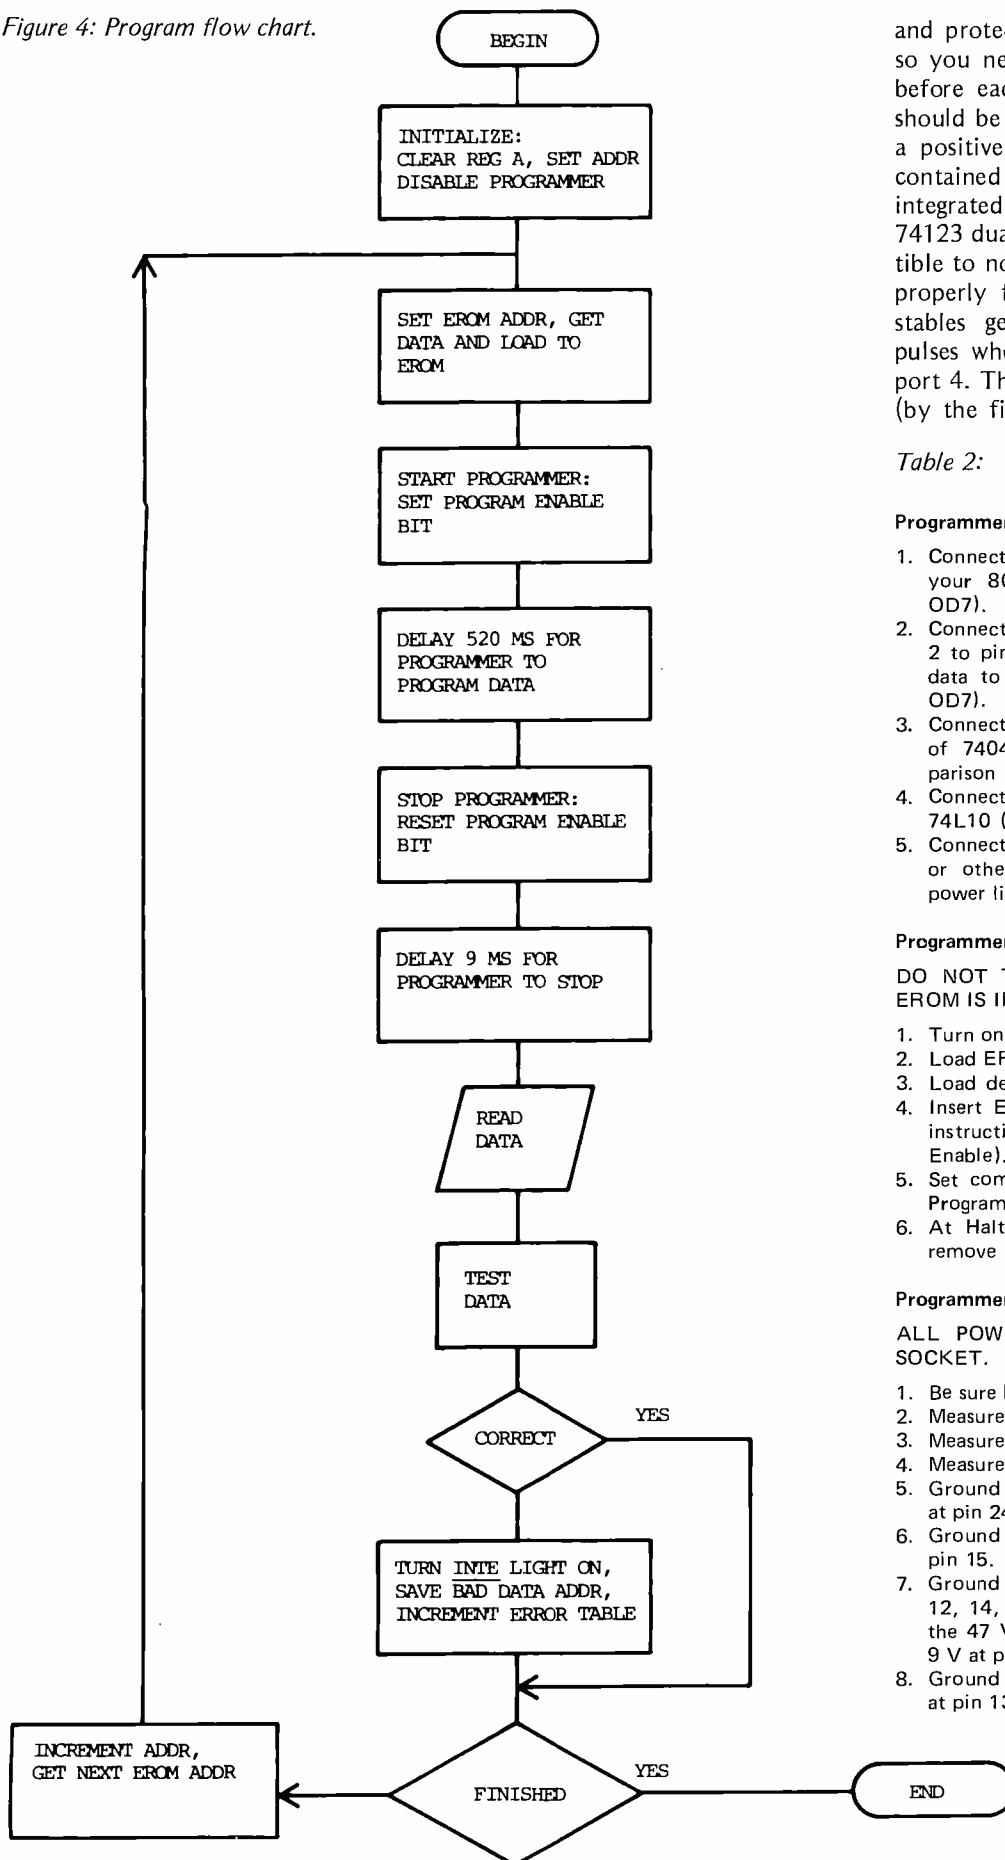 Figure 4: Program flow chart.
BEGIN
INITIALIZE:
CLEAR REG A, SET ADDR
DISABLE PROGRAMMER
SET EROM ADDR, GET
DATA AND LOAD TO
EROM
START PROGRAMMER:
SET PROGRAM ENABLE
BIT
DELAY 520 MS FOR
PROGRAMMER TO
PROGRAM DATA
STOP PROGRAMMER:
RESET PROGRAM ENABLE
BIT
DELAY 9 MS FOR
PROGRAMMER TO STOP
READ
DATA
TEST
DATA
CORRECT
YES
TURN INTE LIGHT ON,
SAVE BAD DATA ADDR,
INCREMENT ERROR TABLE
INCREMENT ADDR,
GET NEXT EROM ADDR
FINISHED
YES
END
and prote
so you ne
before eac
should be
a positive
contained
integrated
74123 dua
tible to no
properly f
stables ge
pulses whe
port 4. Th
(by the fi
Table 2:
Programmer
1. Connect
your 80
OD7).
2. Connect
2 to pin
data to
OD7).
3. Connect
of 7404
parison
4. Connect
74L10 (
5. Connect
or othe
power li
Programmer
DO NOT T
EROM IS I
1. Turn on
2. Load EF
3. Load de
4. Insert E
instructi
Enable).
5. Set com
Program
6. At Halt
remove
Programmer
ALL POW
SOCKET.
1. Be sure
2. Measure
3. Measure
4. Measure
5. Ground
at pin 24
6. Ground
pin 15.
7. Ground
12, 14,
the 47 V
9 V at p
8. Ground
at pin 13